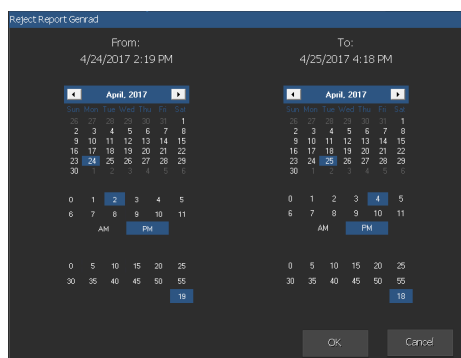 Reject Report Genrad
From:
4/24/2017 2:19 PM
April, 2017
Sun Mon Tue Wed Thu Fri Sat
26 27 28 29 30 31 1
2 3 4 5 6 7 8
9 10 11 12 13 14 15
16 17 18 19 20 21 22
23 24 25 26 27 28 29
30 1 2 3 4 5 6
0 1 2 3 4 5
6 7 8 9 10 11
AM PM
0 5 10 15 20 25
30 35 40 45 50 55
19
To:
4/25/2017 4:18 PM
April, 2017
Sun Mon Tue Wed Thu Fri Sat
26 27 28 29 30 31 1
2 3 4 5 6 7 8
9 10 11 12 13 14 15
16 17 18 19 20 21 22
23 24 25 26 27 28 29
30 1 2 3 4 5 6
0 1 2 3 4 5
6 7 8 9 10 11
AM PM
0 5 10 15 20 25
30 35 40 45 50 55
18
OK Cancel